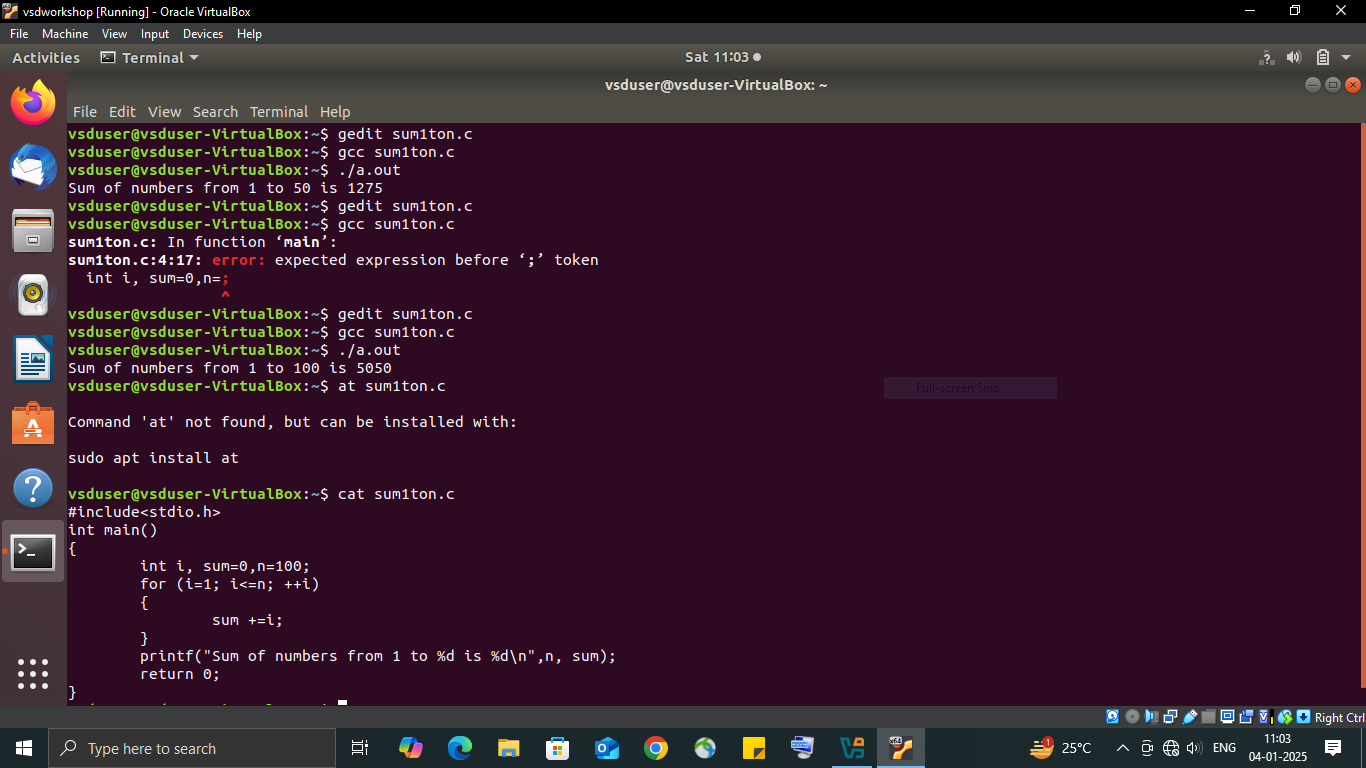 vsdworkshop [Running] - Oracle VirtualBox
File Machine View Input Devices Help
Activities Terminal Sat 11:03
vsduser@vsduser-VirtualBox: ~
File Edit View Search Terminal Help
vsduser@vsduser-VirtualBox:~$ gedit sum1ton.c
vsduser@vsduser-VirtualBox:~$ gcc sum1ton.c
vsduser@vsduser-VirtualBox:~$ ./a.out
Sum of numbers from 1 to 50 is 1275
vsduser@vsduser-VirtualBox:~$ gedit sum1ton.c
vsduser@vsduser-VirtualBox:~$ gcc sum1ton.c
sum1ton.c: In function ‘main’:
sum1ton.c:4:17: error: expected expression before ‘;’ token
int i, sum=0,n=;
^
vsduser@vsduser-VirtualBox:~$ gedit sum1ton.c
vsduser@vsduser-VirtualBox:~$ gcc sum1ton.c
vsduser@vsduser-VirtualBox:~$ ./a.out
Sum of numbers from 1 to 100 is 5050
vsduser@vsduser-VirtualBox:~$ at sum1ton.c
Full-screen Snip
Command 'at' not found, but can be installed with:
sudo apt install at
vsduser@vsduser-VirtualBox:~$ cat sum1ton.c
#include<stdio.h>
int main()
{
int i, sum=0,n=100;
for (i=1; i<=n; ++i)
{
sum +=i;
}
printf("Sum of numbers from 1 to %d is %d\n",n, sum);
return 0;
}
Right Ctrl
Type here to search
1
25°C
ENG
11:03
04-01-2025